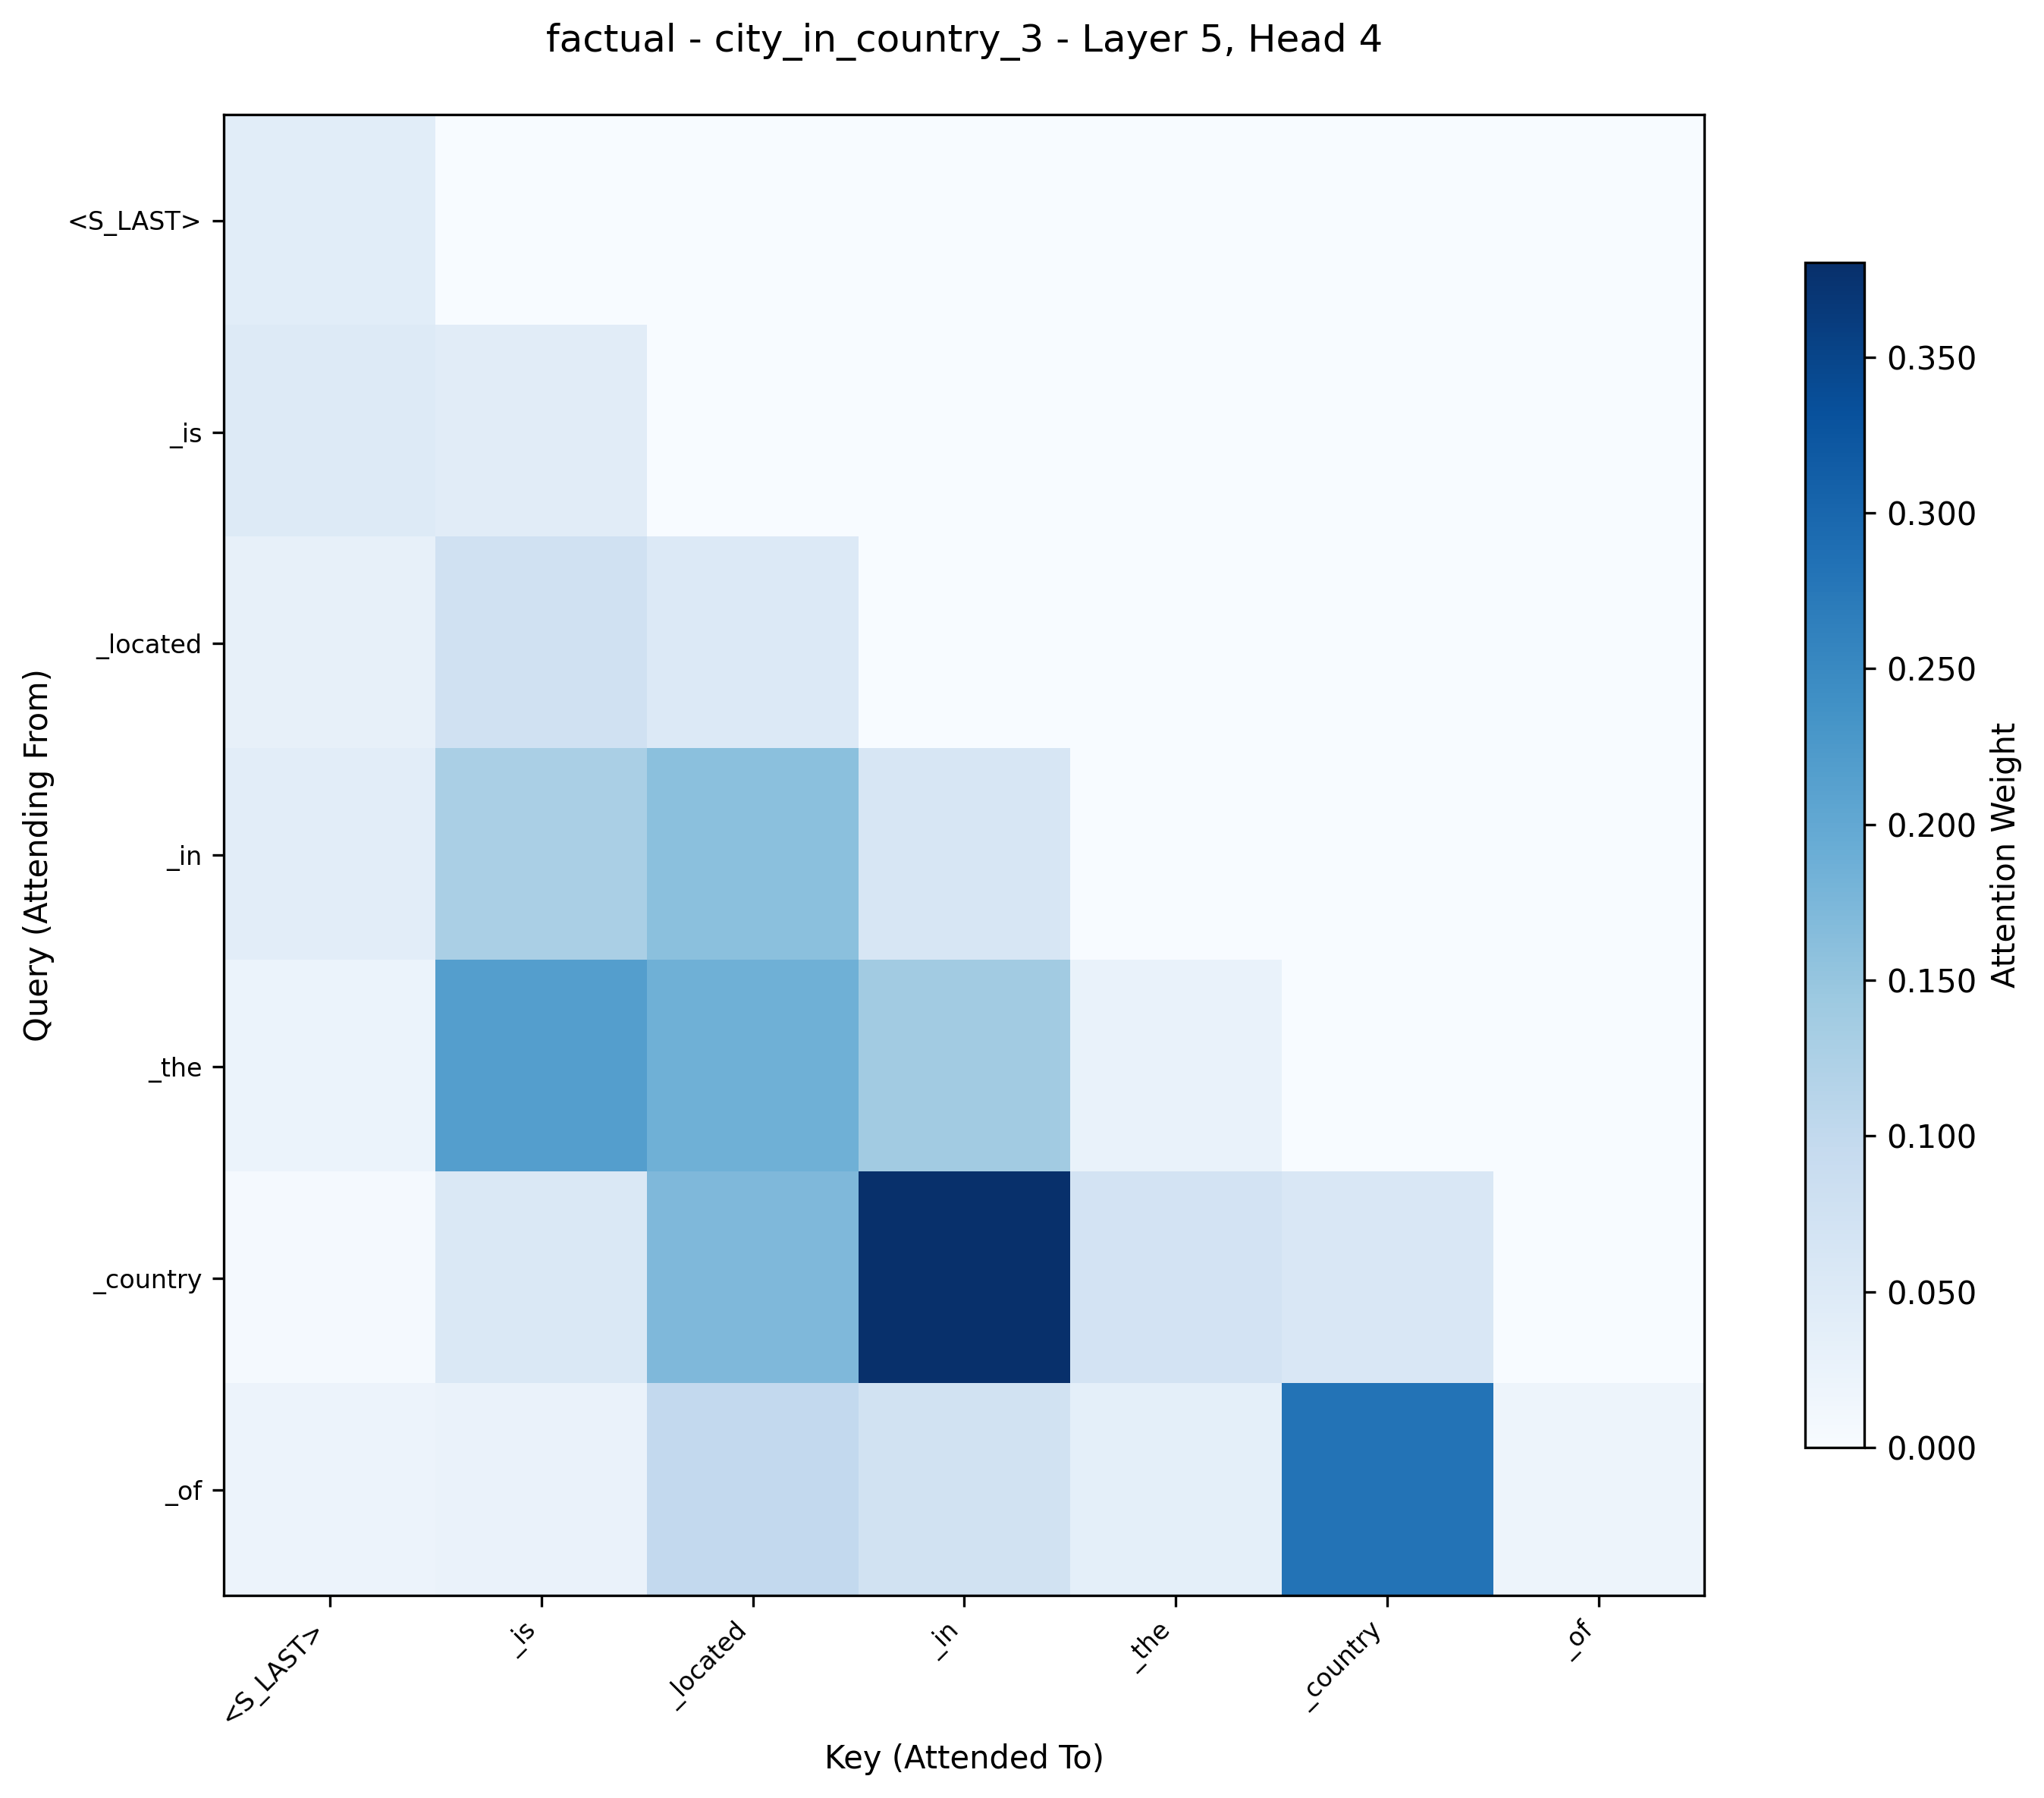 factual - city_in_country_3 - Layer 5, Head 4
Query (Attending From)
<S_LAST>
_is
_located
_in
_the
_country
_of
<S_LAST>
_is
_located
_in
_the
_country
_of
Key (Attended To)
0.350
0.300
0.250
0.200
0.150
0.100
0.050
0.000
Attention Weight